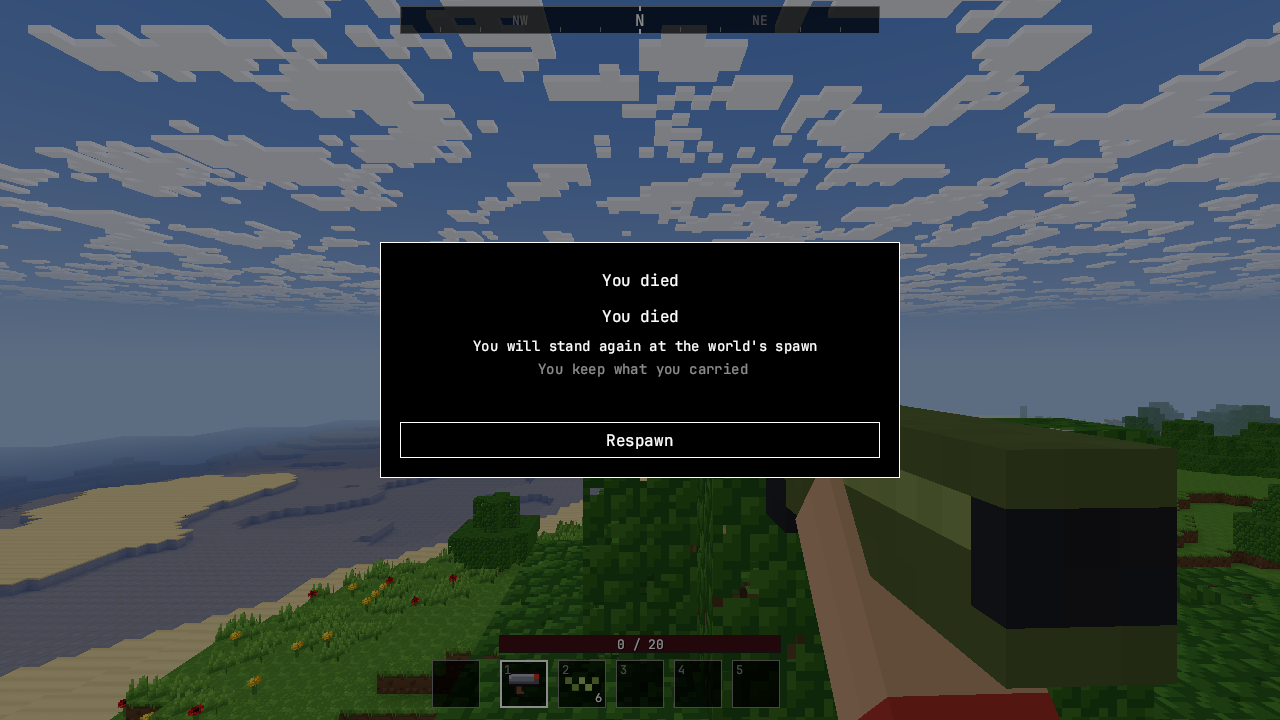 NW N NE
You died
You died
You will stand again at the world's spawn
You keep what you carried
Respawn
0 / 20
1 2 3 4 5
6